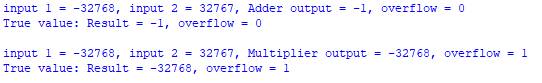 input 1 = -32768, input 2 = 32767, Adder output = -1, overflow = 0
True value: Result = -1, overflow = 0
input 1 = -32768, input 2 = 32767, Multiplier output = -32768, overflow = 1
True value: Result = -32768, overflow = 1